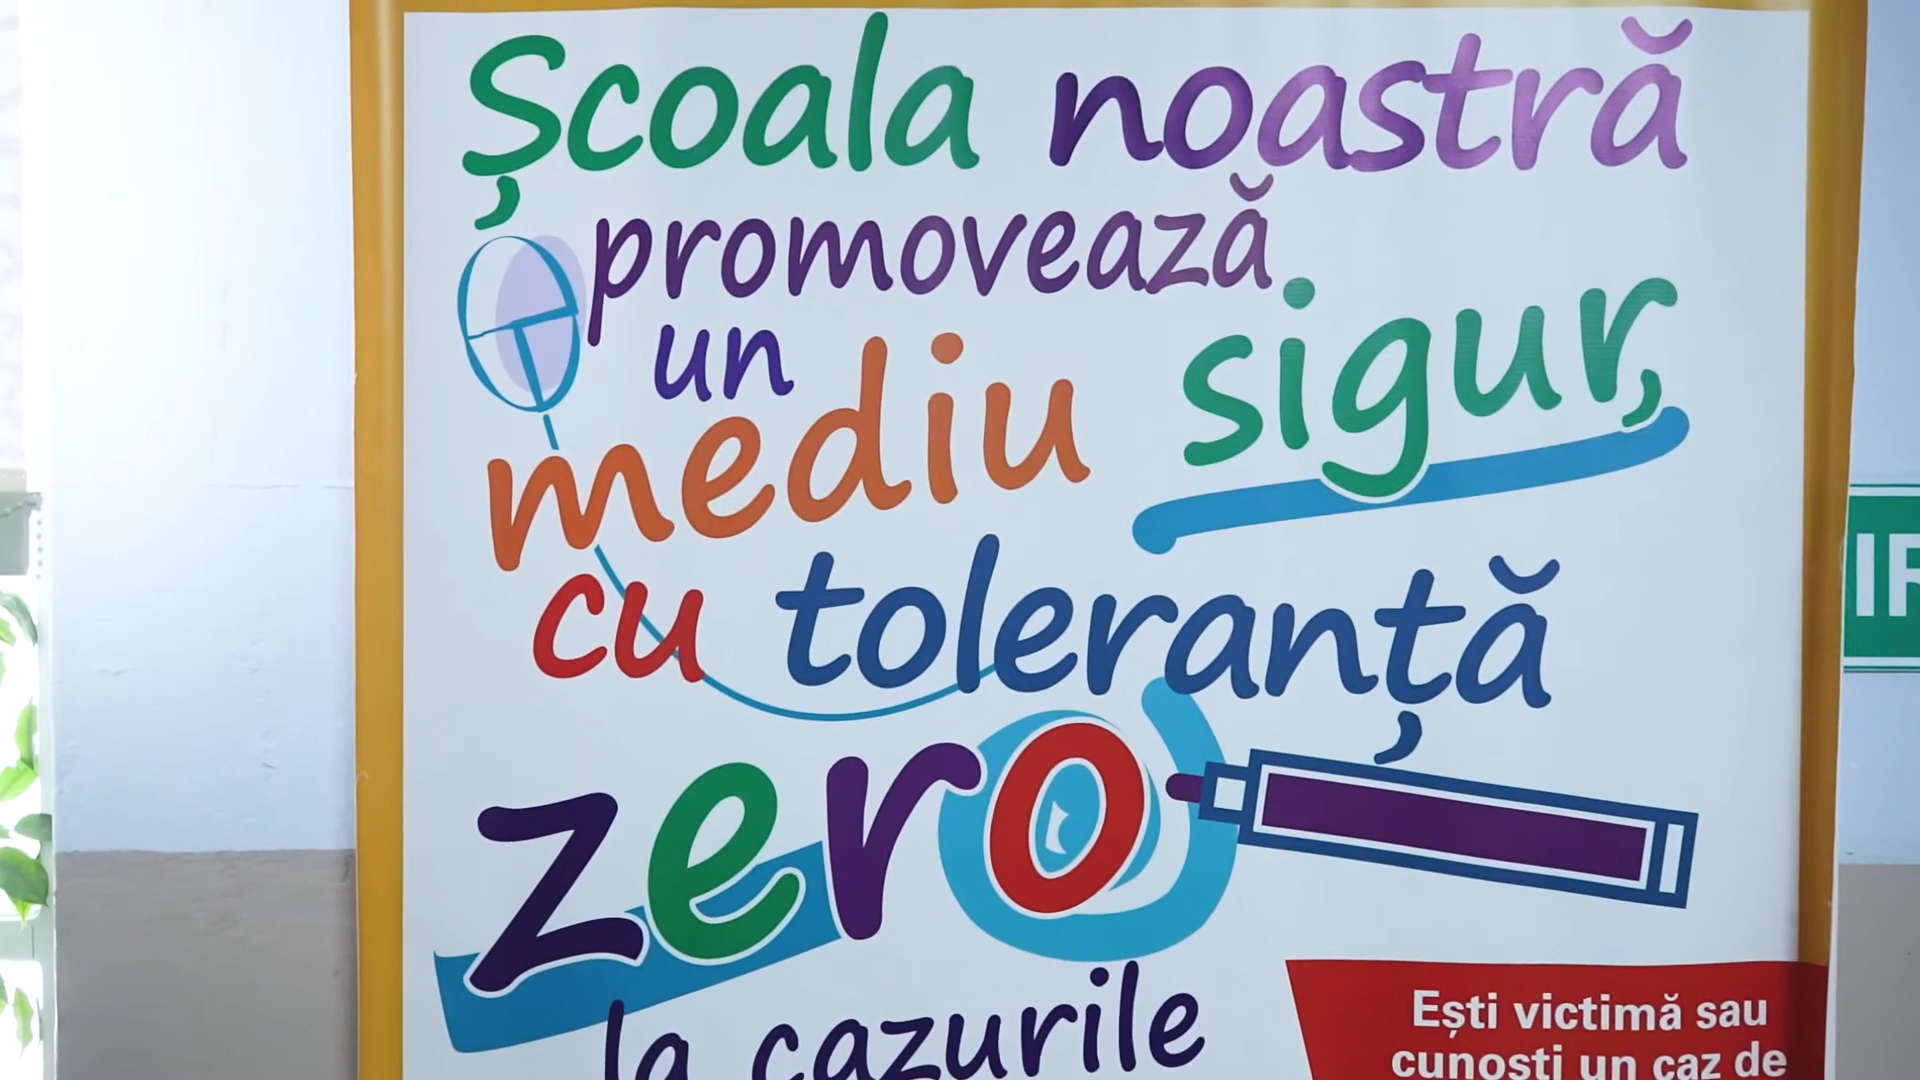 Școala noastră
promovează
un
mediu sigur,
cu toleranță
zero
la cazurile
Ești victimă sau
cunoști un caz de